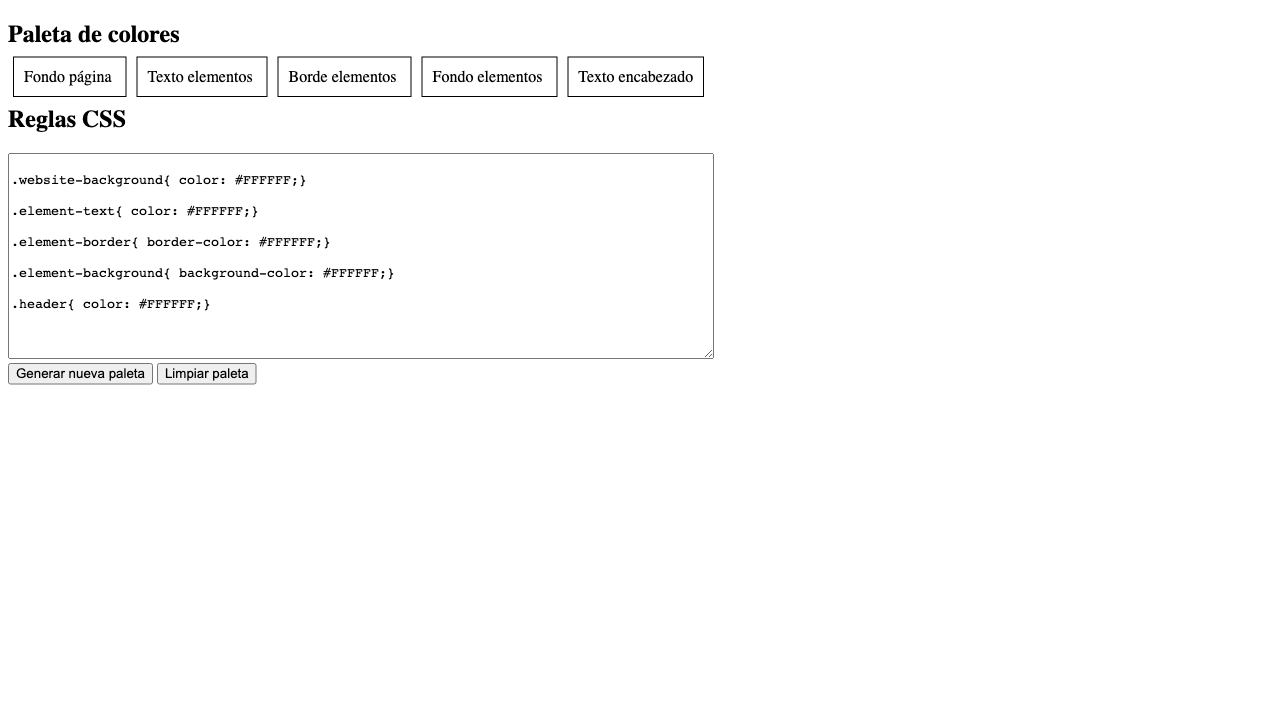 Paleta de colores
Fondo página Texto elementos Borde elementos Fondo elementos Texto encabezado
Reglas CSS
.website-background{ color: #FFFFFF;}
.element-text{ color: #FFFFFF;}
.element-border{ border-color: #FFFFFF;}
.element-background{ background-color: #FFFFFF;}
.header{ color: #FFFFFF;}
Generar nueva paleta Limpiar paleta